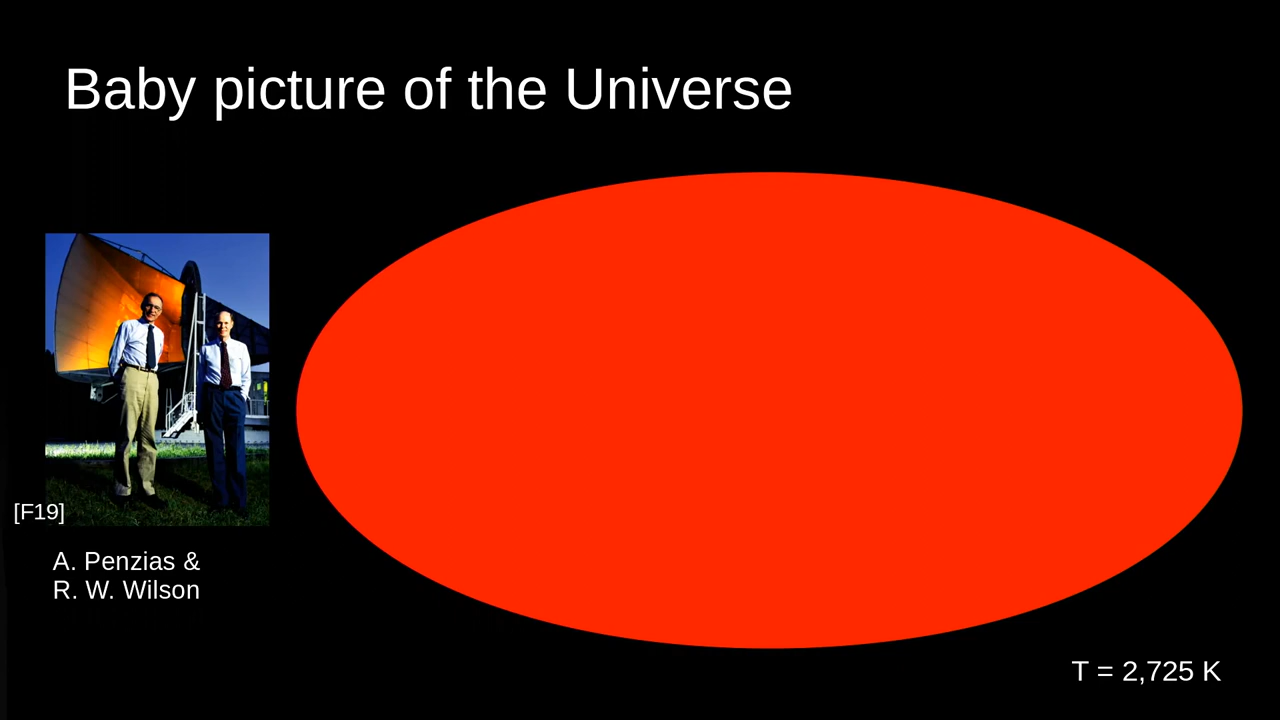 Baby picture of the Universe
[F19]
A. Penzias &
R. W. Wilson
T = 2,725 K